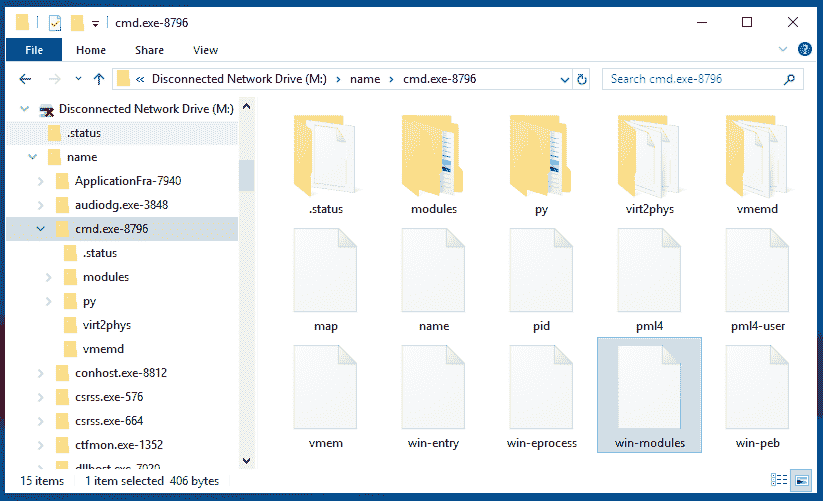 cmd.exe-8796
File Home Share View
« Disconnected Network Drive (M:) › name › cmd.exe-8796
Search cmd.exe-8796
Disconnected Network Drive (M:)
.status
name
ApplicationFra-7940
audiodg.exe-3848
cmd.exe-8796
.status
modules
py
virt2phys
vmemd
conhost.exe-8812
csrss.exe-576
csrss.exe-664
ctfmon.exe-1352
.status modules py virt2phys vmemd
map name pid pml4 pml4-user
vmem win-entry win-eprocess win-modules win-peb
15 items 1 item selected 406 bytes